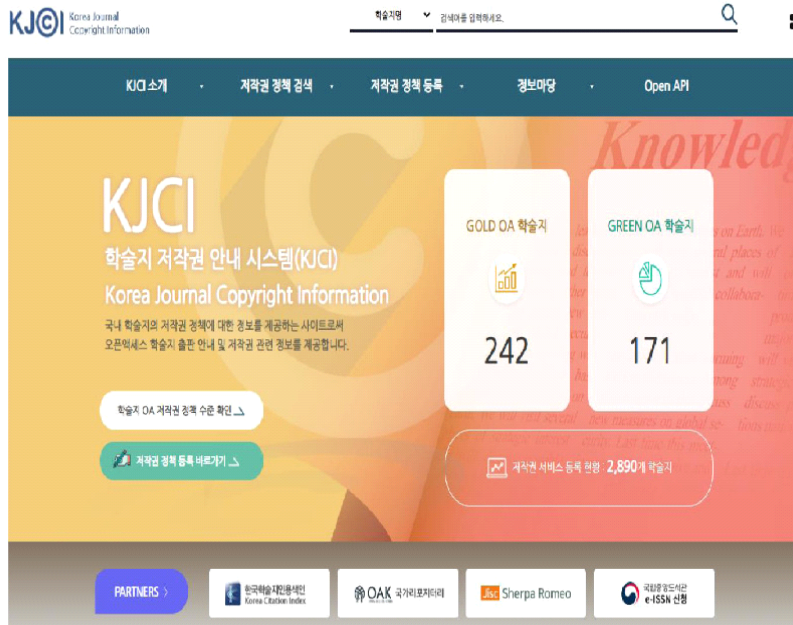 KJⒸI Korea Journal
Copyright Information
학술지명 검색어를 입력하세요.
KJCI 소개 저작권 정책 검색 저작권 정책 등록 정보마당 Open API
Knowled
KJCI
학술지 저작권 안내 시스템(KJCI)
Korea Journal Copyright Information
국내 학술지의 저작권 정책에 대한 정보를 제공하는 사이트로써
오픈액세스 학술지 출판 안내 및 저작권 관련 정보를 제공합니다.
학술지 OA 저작권 정책 수준 확인
저작권 정책 등록 바로가기
GOLD OA 학술지
242
GREEN OA 학술지
171
저작권 서비스 등록 현황 : 2,890개 학술지
PARTNERS
한국학술지인용색인
Korea Citation Index
OAK 국가리포지터리
Jisc Sherpa Romeo
국립중앙도서관
e-ISSN 신청